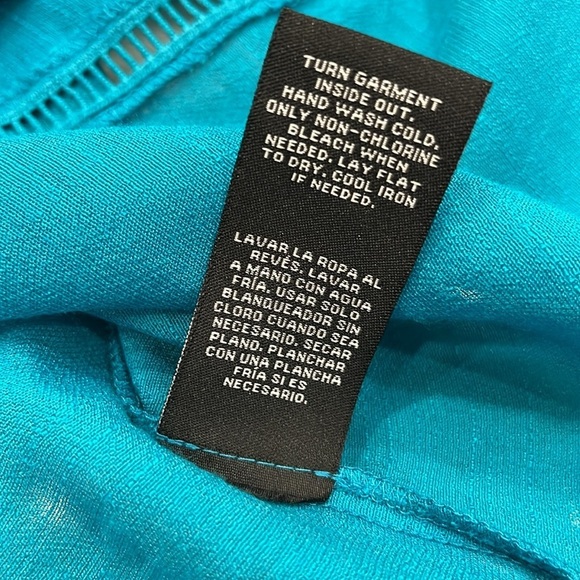 TURN GARMENT
INSIDE OUT.
HAND WASH COLD.
ONLY NON-CHLORINE
BLEACH WHEN
NEEDED. LAY FLAT
TO DRY. COOL IRON
IF NEEDED.
LAVAR LA ROPA AL
REVÉS. LAVAR
A MANO CON AGUA
FRÍA. USAR SOLO
BLANQUEADOR SIN
CLORO CUANDO SEA
NECESARIO. SECAR
PLANO. PLANCHAR
CON UNA PLANCHA
FRÍA SI ES
NECESARIO.